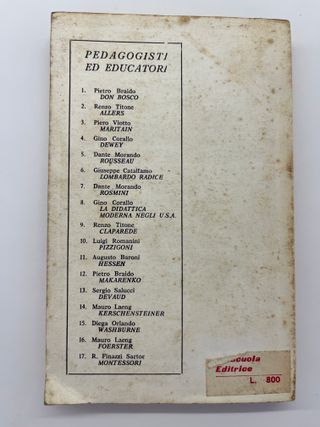 PEDAGOGISTI
ED EDUCATORI
1. Pietro Braido
DON BOSCO
2. Renzo Titone
ALLERS
3. Piero Viotto
MARITAIN
4. Gino Corallo
DEWEY
5. Dante Morando
ROUSSEAU
6. Giuseppe Catalfamo
LOMBARDO RADICE
7. Dante Morando
ROSMINI
8. Gino Corallo
LA DIDATTICA
MODERNA NEGLI U.S.A.
9. Renzo Titone
CLAPAREDE
10. Luigi Romanini
PIZZIGONI
11. Augusto Baroni
HESSEN
12. Pietro Braido
MAKARENKO
13. Sergio Salucci
DEVAUD
14. Mauro Laeng
KERSCHENSTEINER
15. Diega Orlando
WASHBURNE
16. Mauro Laeng
FOERSTER
17. R. Finazzi Sartor
MONTESSORI
Scuola
Editrice
L. 800